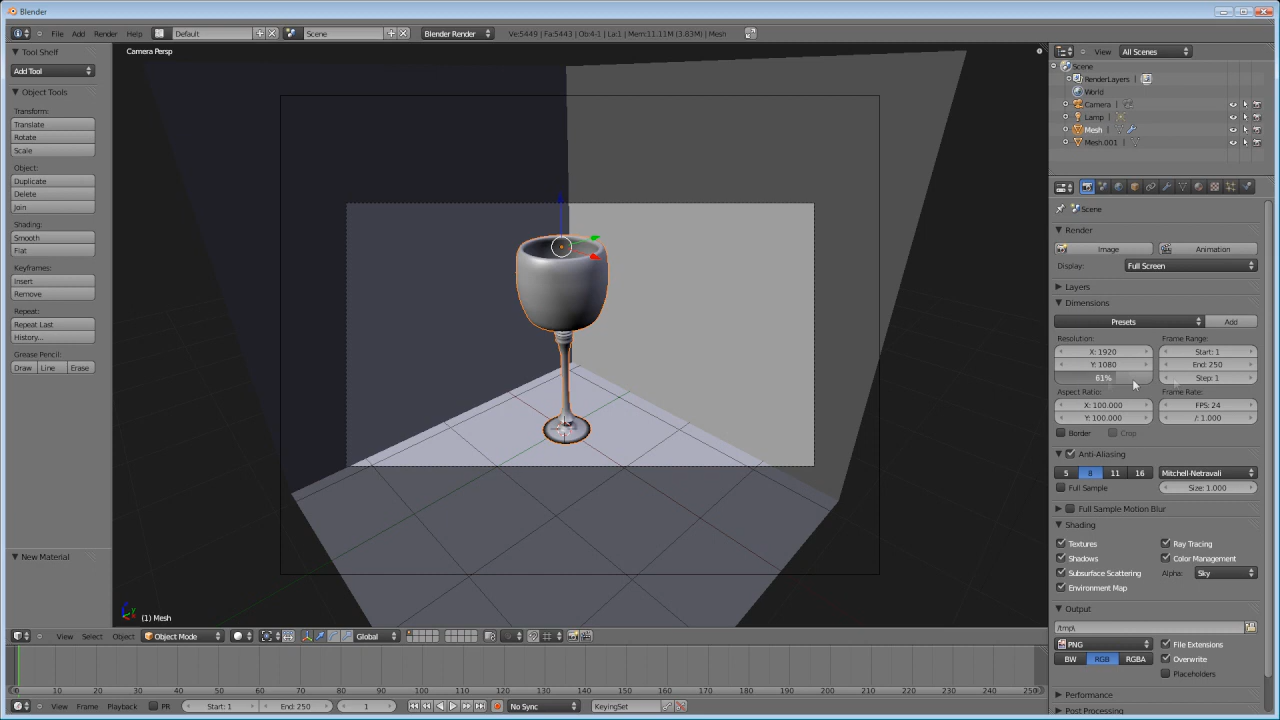 Blender
File Add Render Help Default Scene Blender Render Ve:5449 | Fa:5443 | Ob:4-1 | La:1 | Mem:11.11M (3.83M) | Mesh
Tool Shelf
Add Tool
Object Tools
Transform:
Translate
Rotate
Scale
Object:
Duplicate
Delete
Join
Shading:
Smooth
Flat
Keyframes:
Insert
Remove
Repeat:
Repeat Last
History...
Grease Pencil:
Draw Line Erase
New Material
Camera Persp
(1) Mesh
View Select Object Object Mode Global
0 10 20 30 40 50 60 70 80 90 100 110 120 130 140 150 160 170 180 190 200 210 220 230 240 250
View Frame Playback PR Start: 1 End: 250 1 No Sync KeyingSet
View All Scenes
Scene
RenderLayers
World
Camera
Lamp
Mesh
Mesh.001
Scene
Render
Image Animation
Display: Full Screen
Layers
Dimensions
Presets Add
Resolution: Frame Range:
X: 1920 Start: 1
Y: 1080 End: 250
61% Step: 1
Aspect Ratio: Frame Rate:
X: 100.000 FPS: 24
Y: 100.000 /: 1.000
Border Crop
Anti-Aliasing
5 8 11 16 Mitchell-Netravali
Full Sample Size: 1.000
Full Sample Motion Blur
Shading
Textures Ray Tracing
Shadows Color Management
Subsurface Scattering Alpha: Sky
Environment Map
Output
/tmp\
PNG File Extensions
BW RGB RGBA Overwrite
Placeholders
Performance
Post Processing